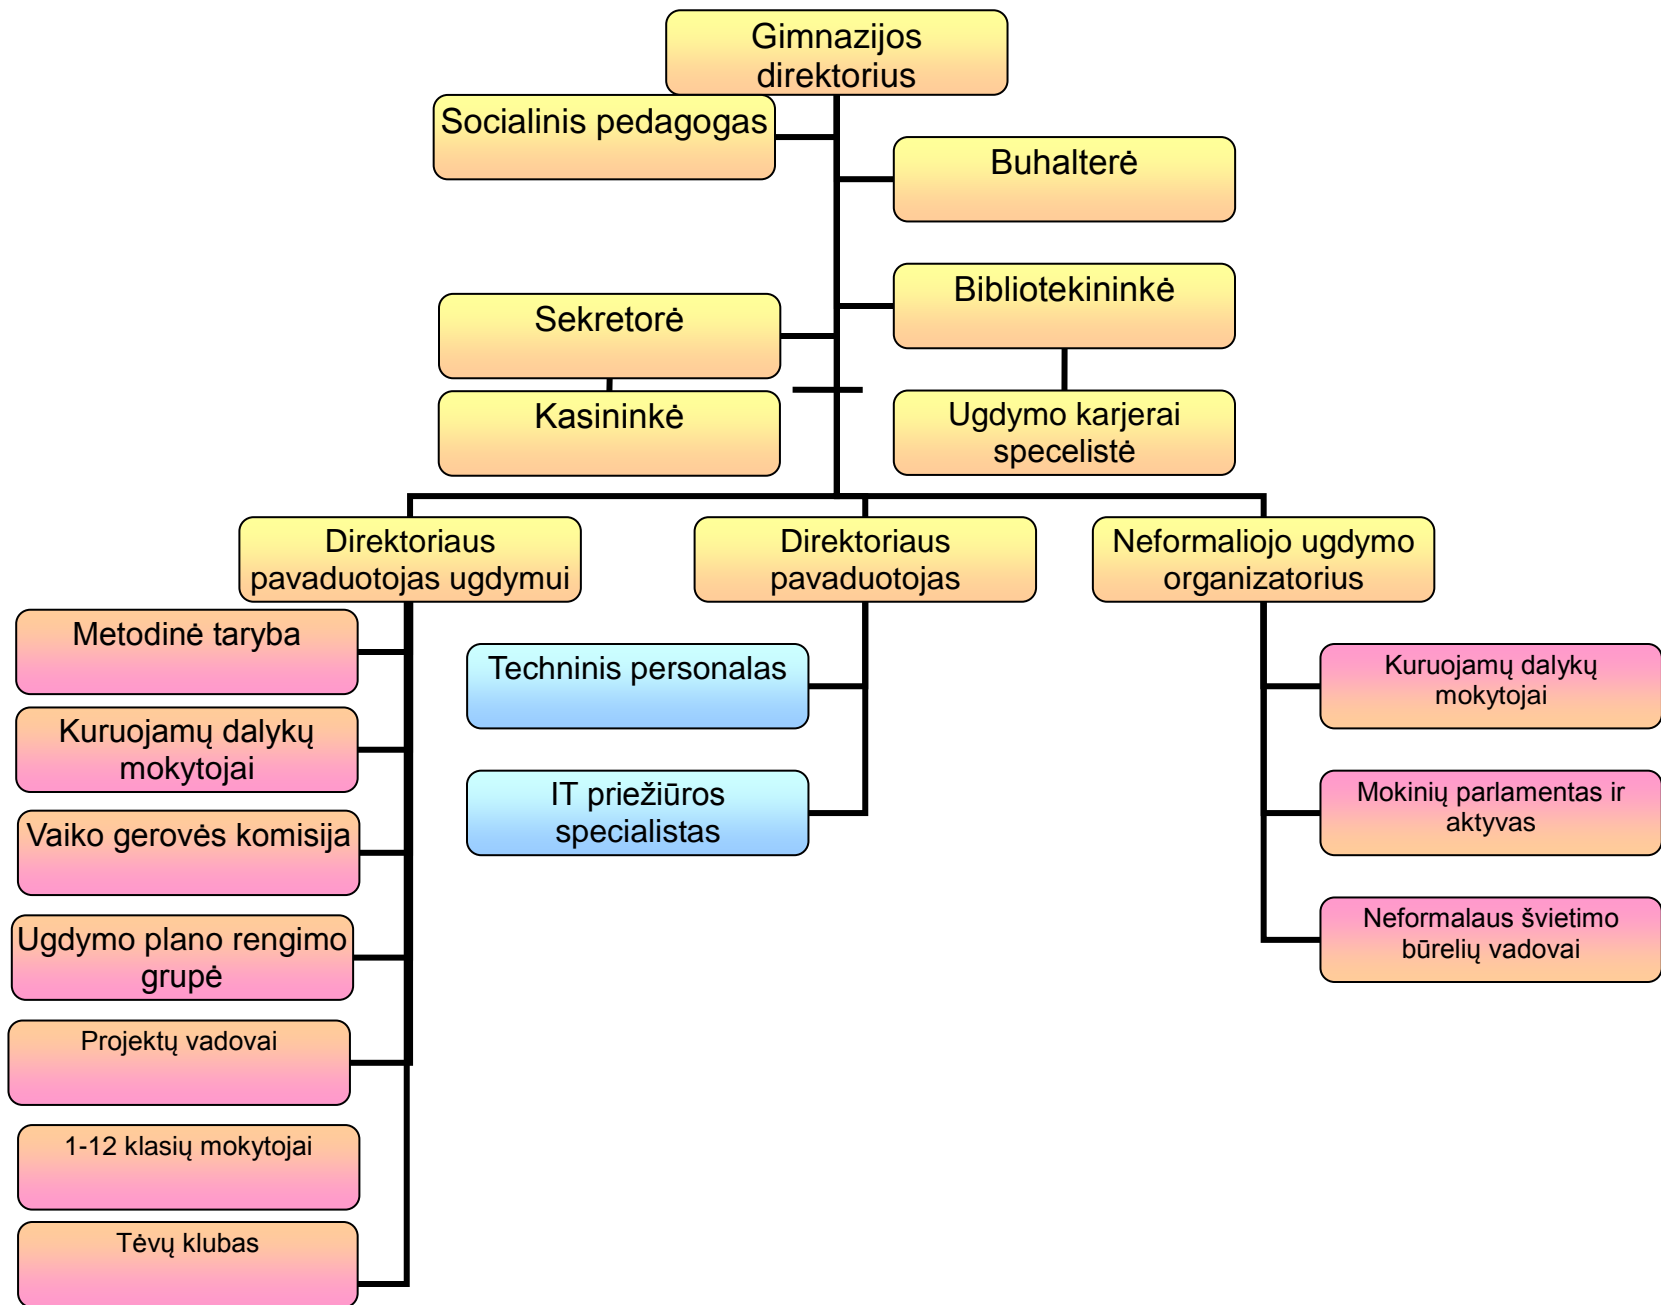 Gimnazijos
direktorius
Socialinis pedagogas
Buhalterė
Bibliotekininkė
Sekretorė
Kasininkė
Ugdymo karjerai
specelistė
Direktoriaus
pavaduotojas ugdymui
Direktoriaus
pavaduotojas
Neformaliojo ugdymo
organizatorius
Metodinė taryba
Kuruojamų dalykų
mokytojai
Vaiko gerovės komisija
Ugdymo plano rengimo
grupė
Projektų vadovai
1-12 klasių mokytojai
Tėvų klubas
Techninis personalas
IT priežiūros
specialistas
Kuruojamų dalykų
mokytojai
Mokinių parlamentas ir
aktyvas
Neformalaus švietimo
būrelių vadovai